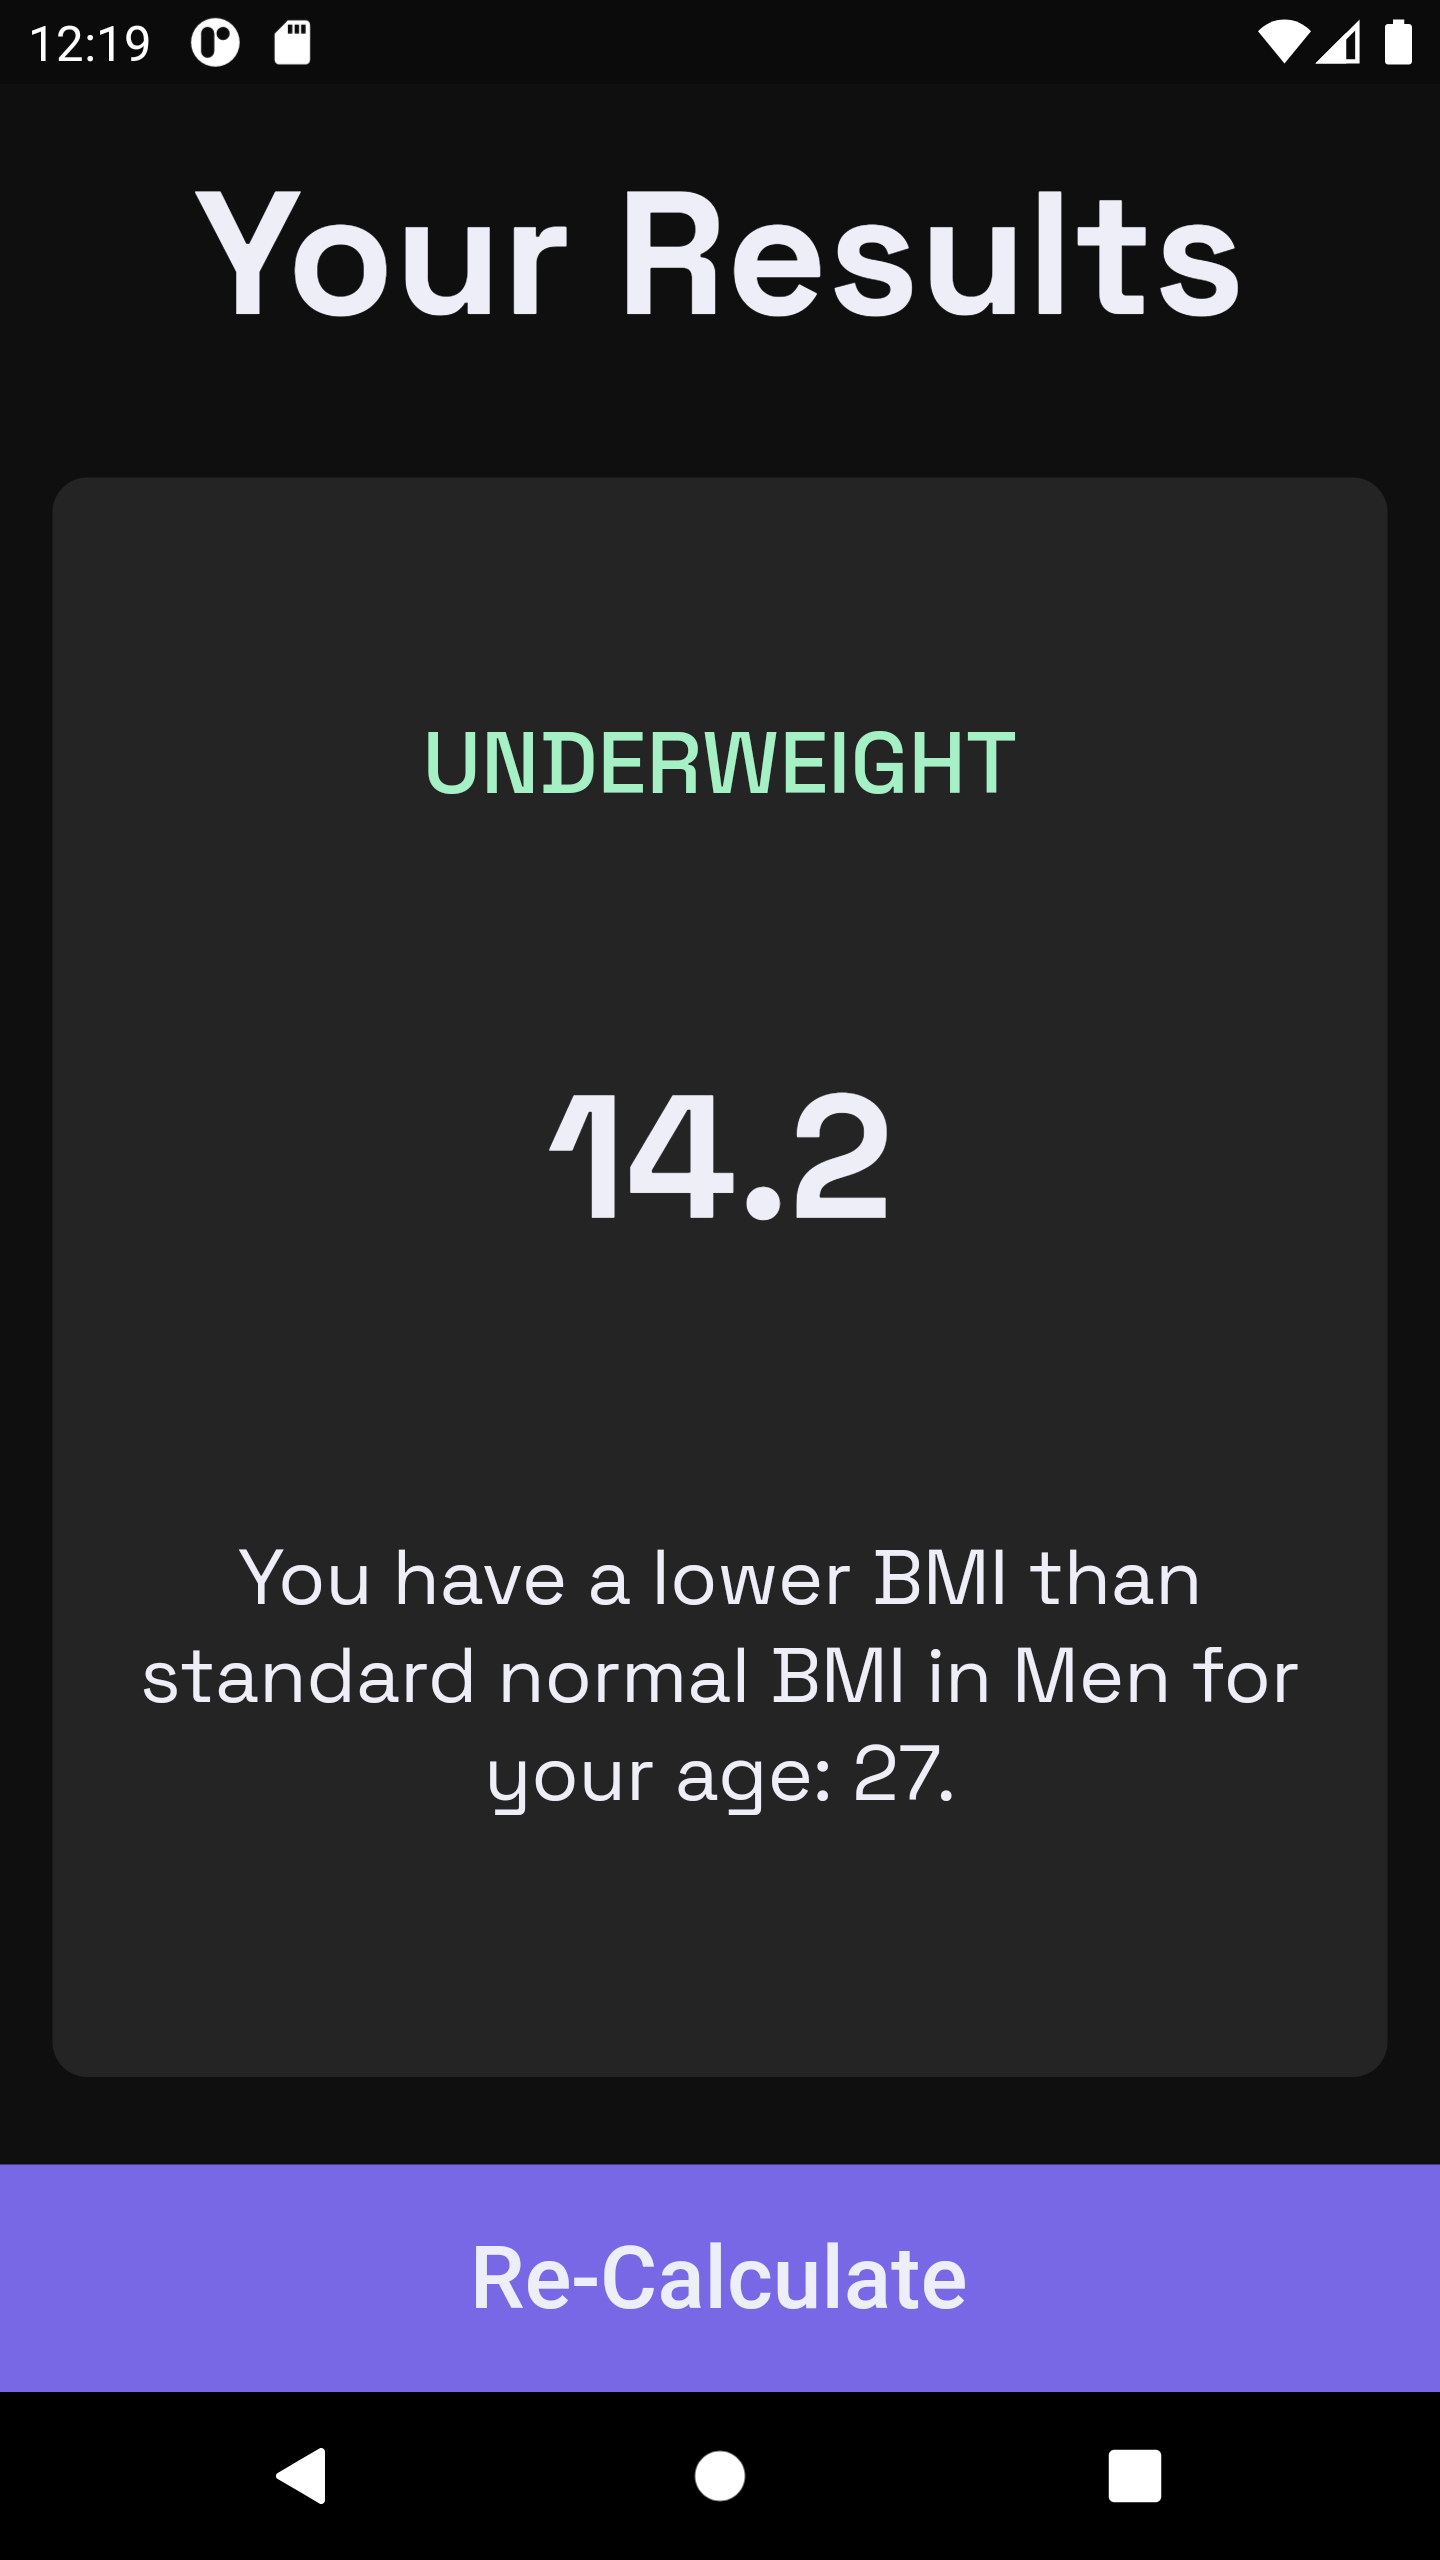 12:19
Your Results
UNDERWEIGHT
14.2
You have a lower BMI than
standard normal BMI in Men for
your age: 27.
Re-Calculate